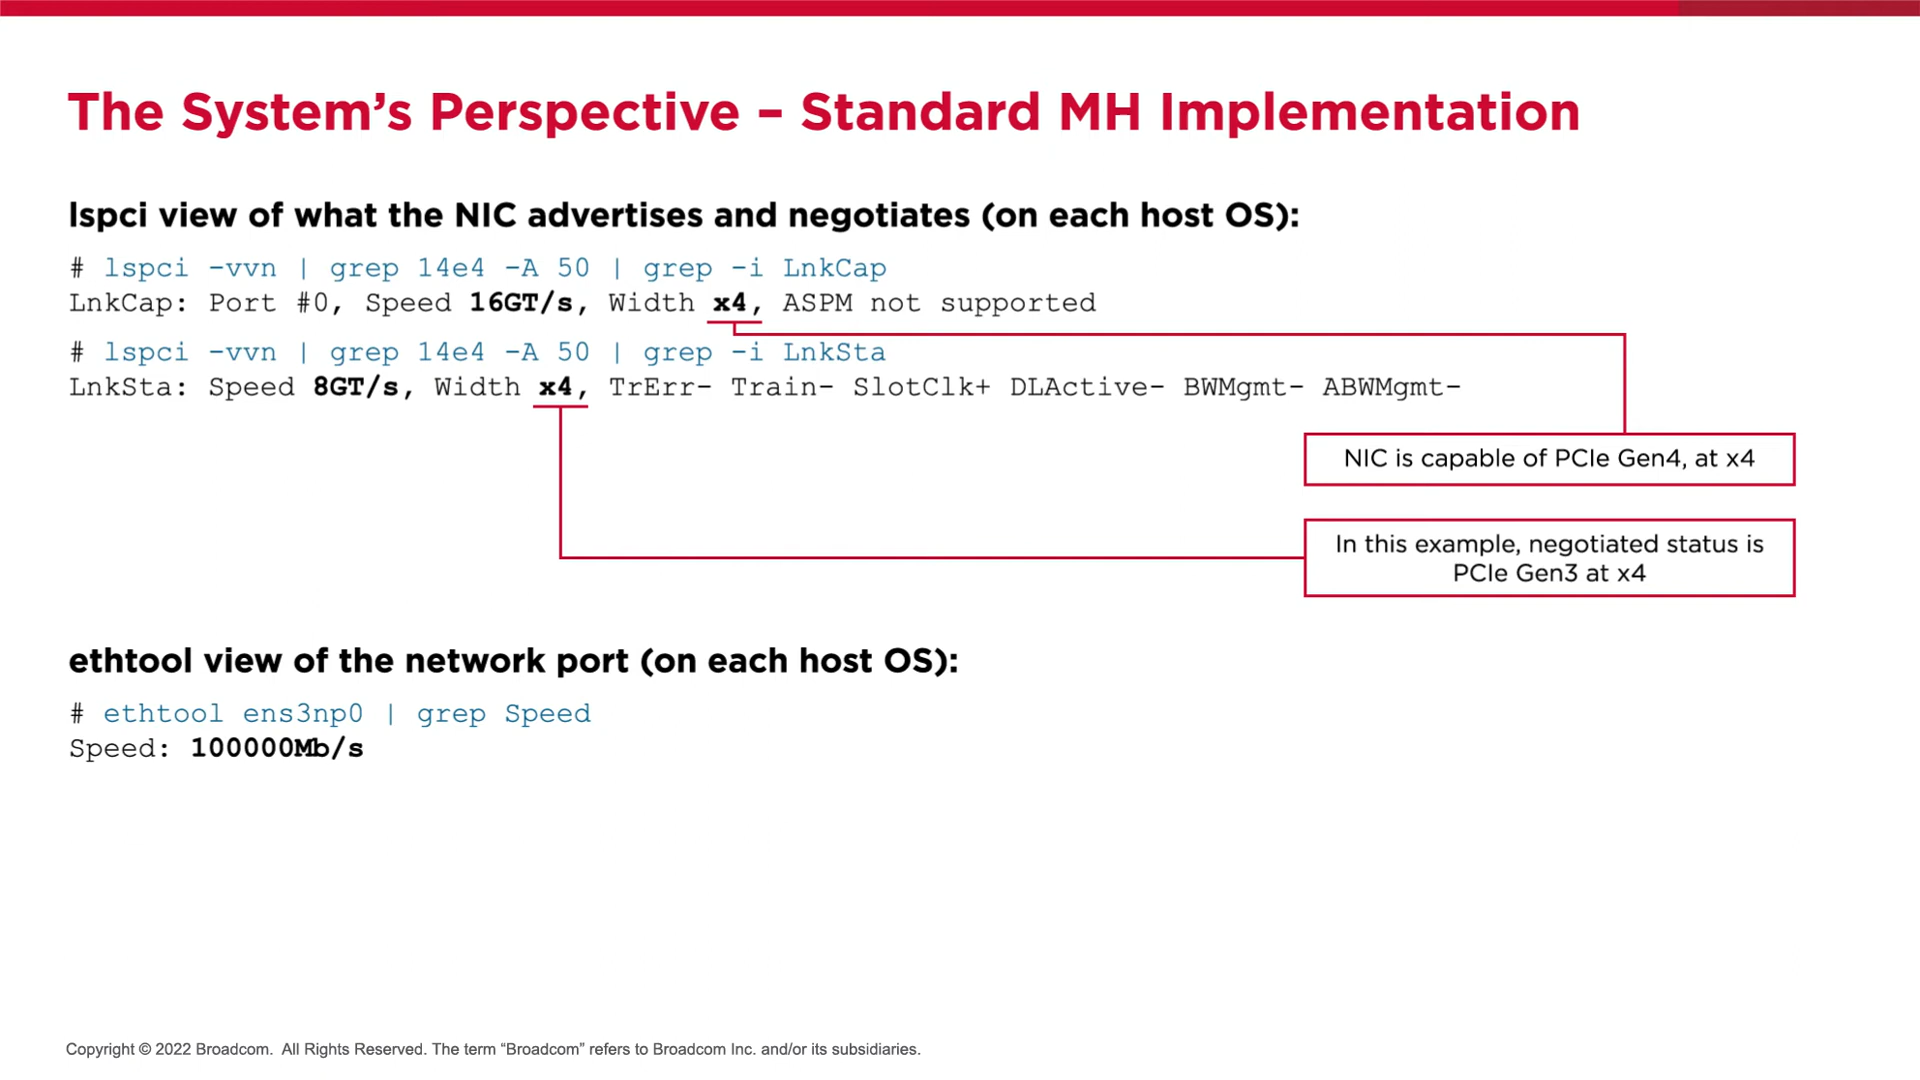 The System’s Perspective – Standard MH Implementation
lspci view of what the NIC advertises and negotiates (on each host OS):
# lspci -vvn | grep 14e4 -A 50 | grep -i LnkCap
LnkCap: Port #0, Speed 16GT/s, Width x4, ASPM not supported
# lspci -vvn | grep 14e4 -A 50 | grep -i LnkSta
LnkSta: Speed 8GT/s, Width x4, TrErr- Train- SlotClk+ DLActive- BWMgmt- ABWMgmt-
NIC is capable of PCIe Gen4, at x4
In this example, negotiated status is
PCIe Gen3 at x4
ethtool view of the network port (on each host OS):
# ethtool ens3np0 | grep Speed
Speed: 100000Mb/s
Copyright © 2022 Broadcom. All Rights Reserved. The term “Broadcom” refers to Broadcom Inc. and/or its subsidiaries.